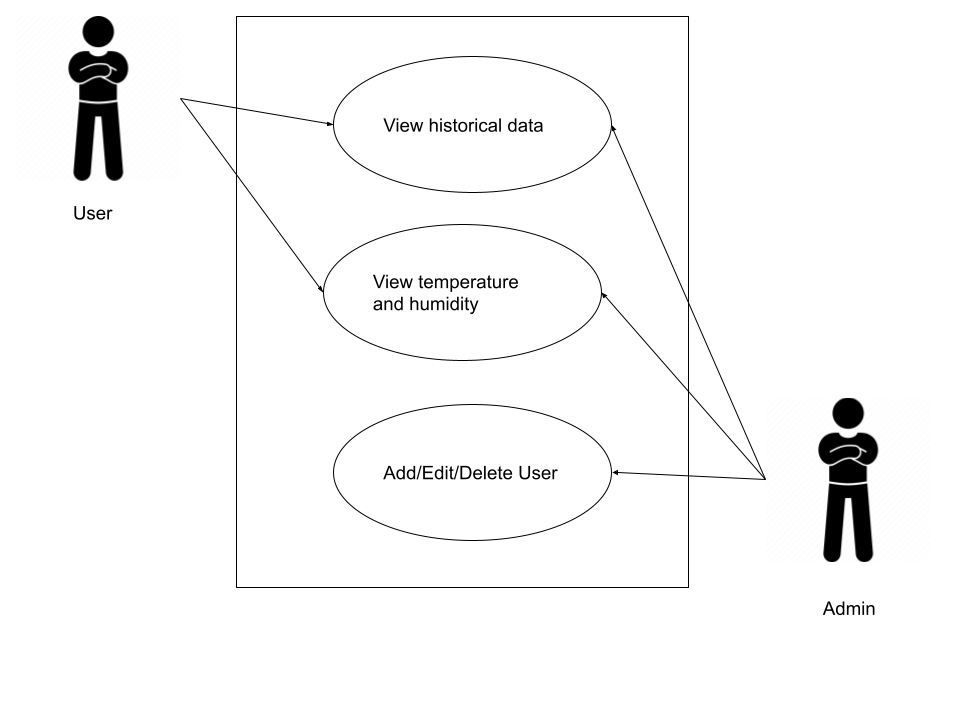 User
View historical data
View temperature
and humidity
Add/Edit/Delete User
Admin